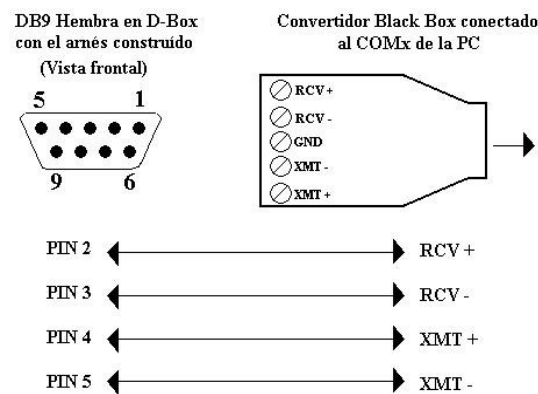 DB9 Hembra en D-Box
con el arnés construído
(Vista frontal)
5 1
9 6
Convertidor Black Box conectado
al COMx de la PC
RCV+
RCV -
GND
XMT -
XMT +
PIN 2 RCV +
PIN 3 RCV -
PIN 4 XMT +
PIN 5 XMT -